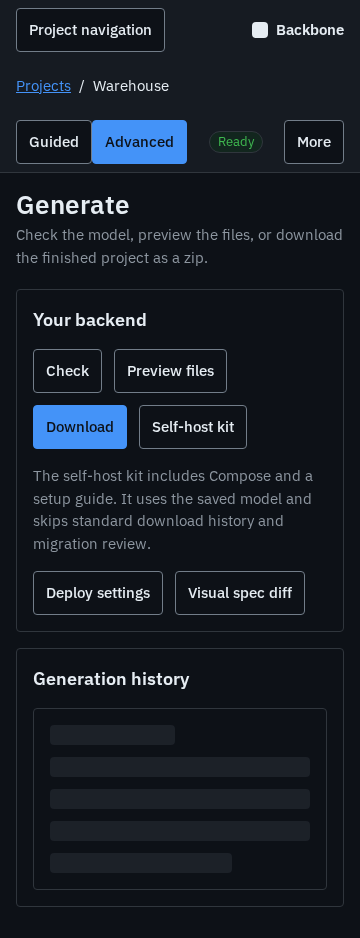 Project navigation
Backbone
Projects / Warehouse
Guided
Advanced
Ready
More
Generate
Check the model, preview the files, or download
the finished project as a zip.
Your backend
Check
Preview files
Download
Self-host kit
The self-host kit includes Compose and a
setup guide. It uses the saved model and
skips standard download history and
migration review.
Deploy settings
Visual spec diff
Generation history